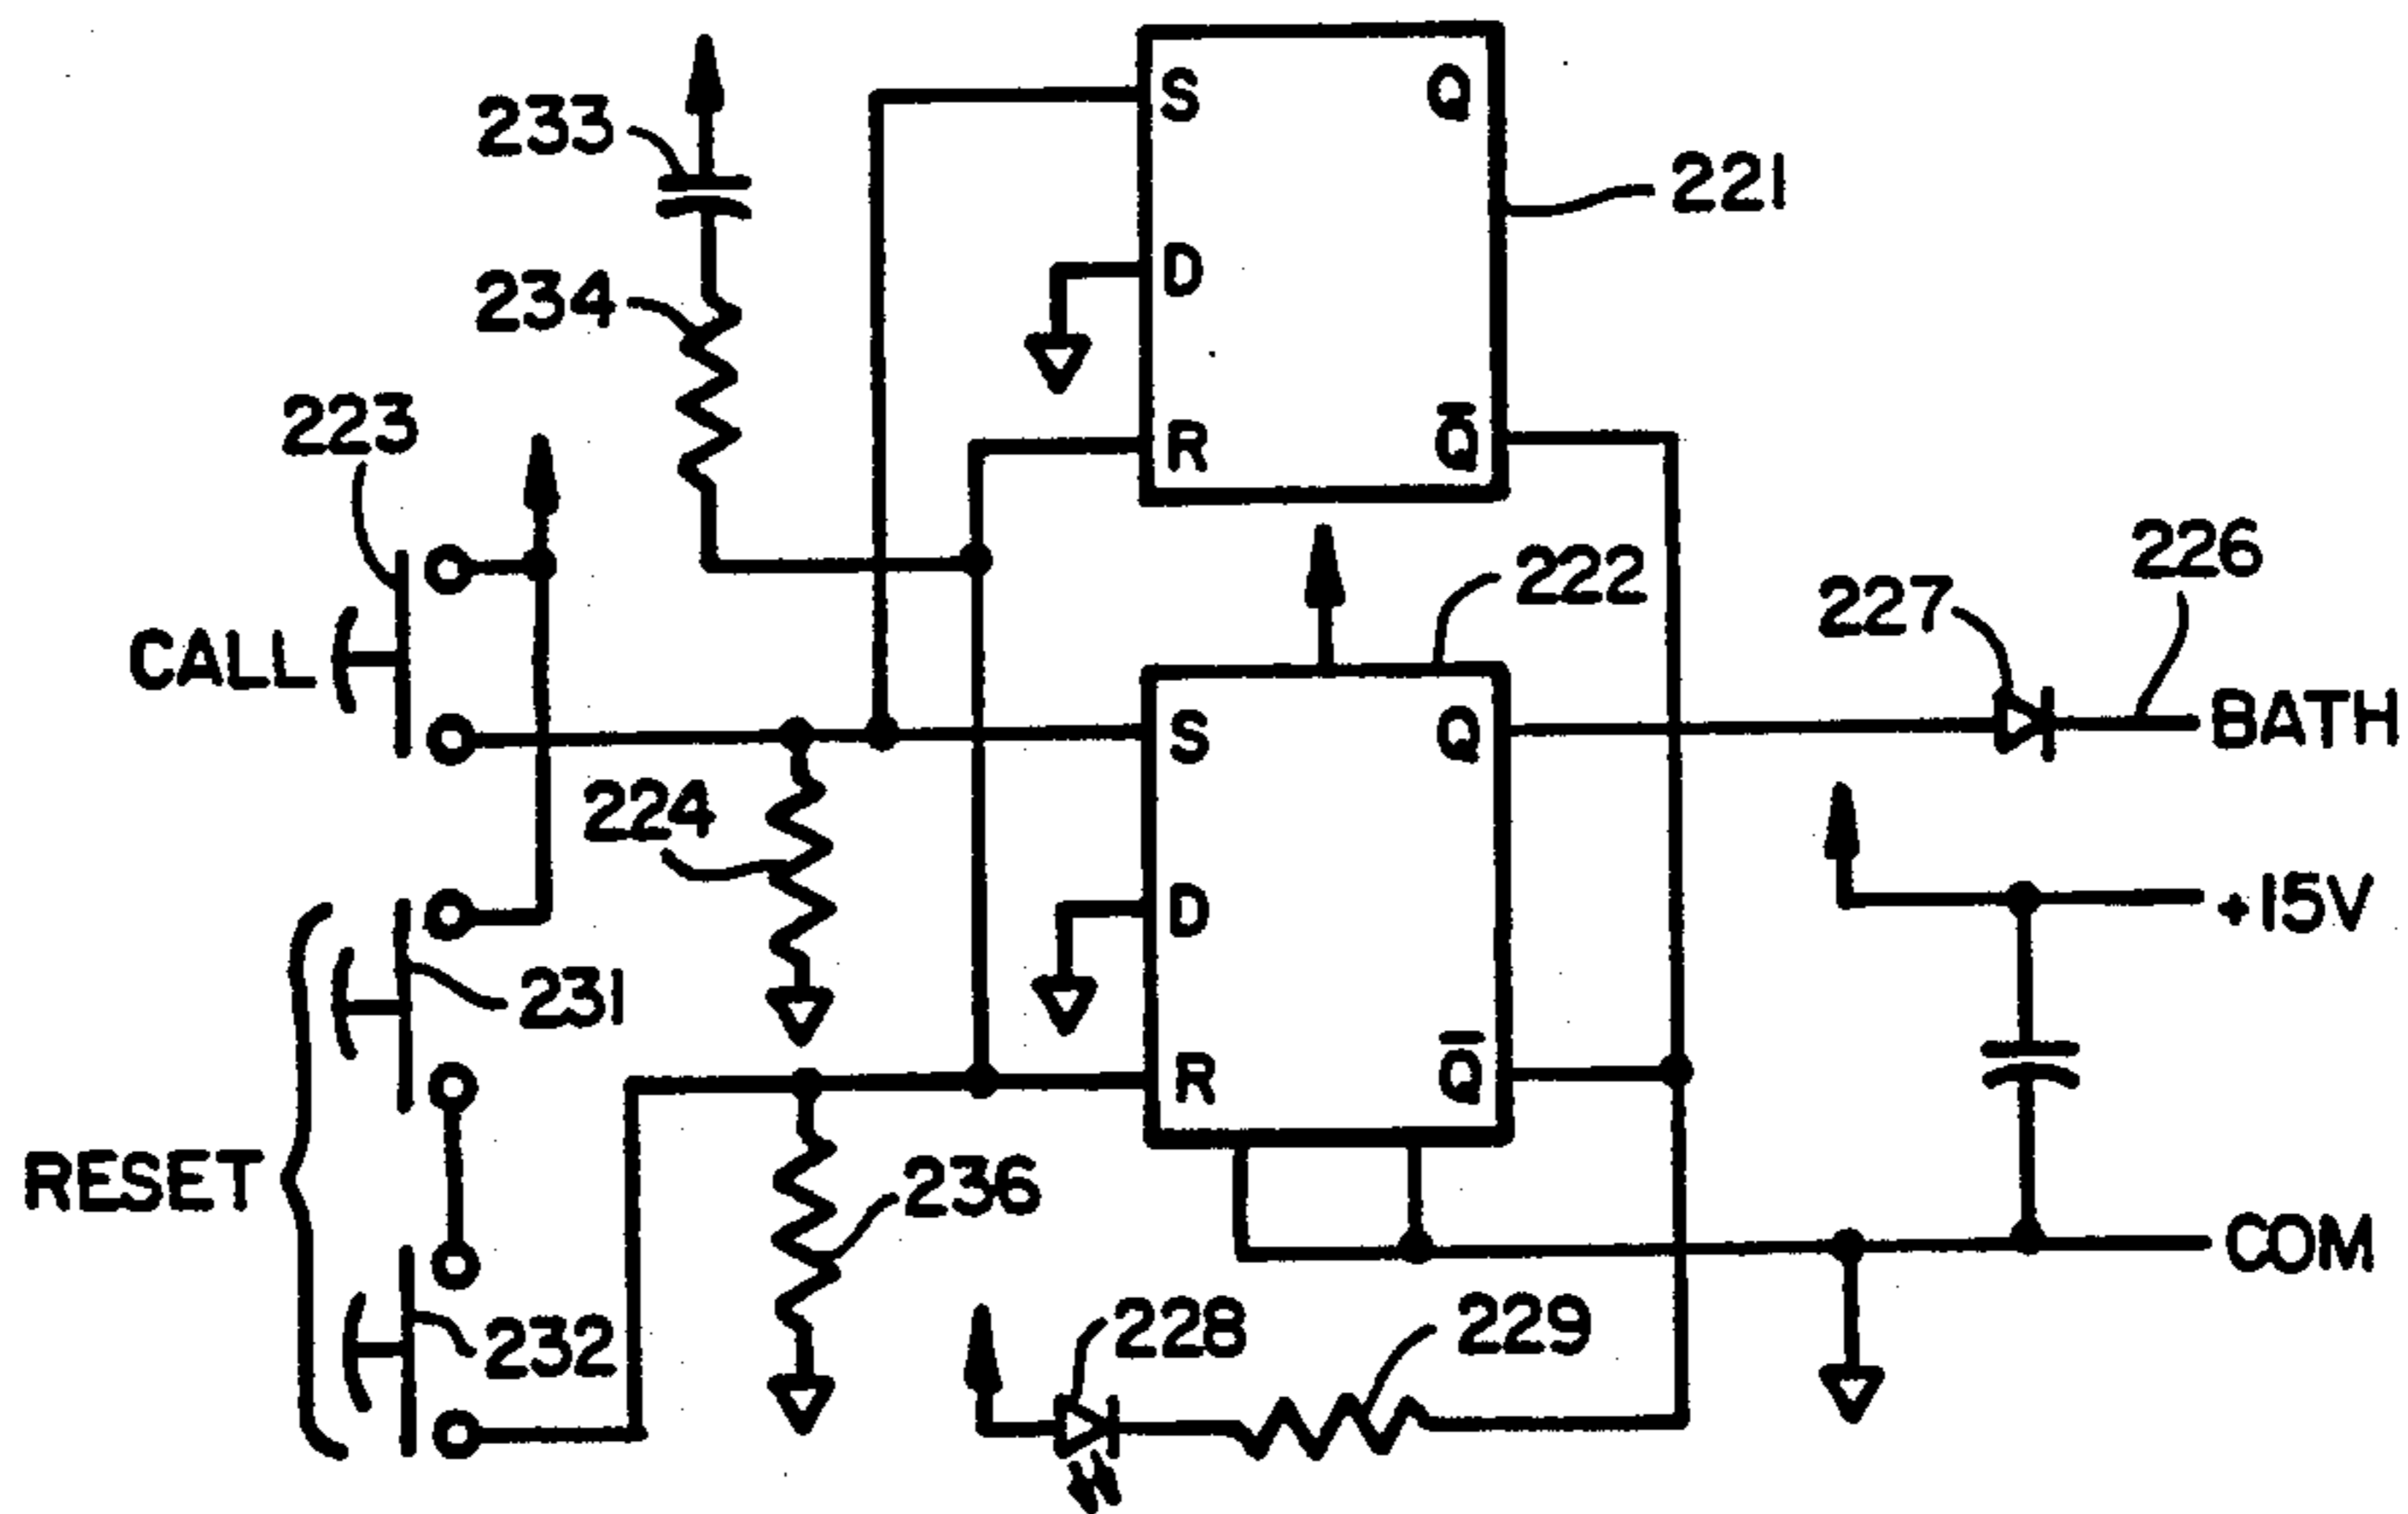 S
Q
233
221
D
234
223
R
Q̅
222
226
227
CALL
S
Q
BATH
224
D
+15V
231
R
Q̅
RESET
236
COM
232
228
229